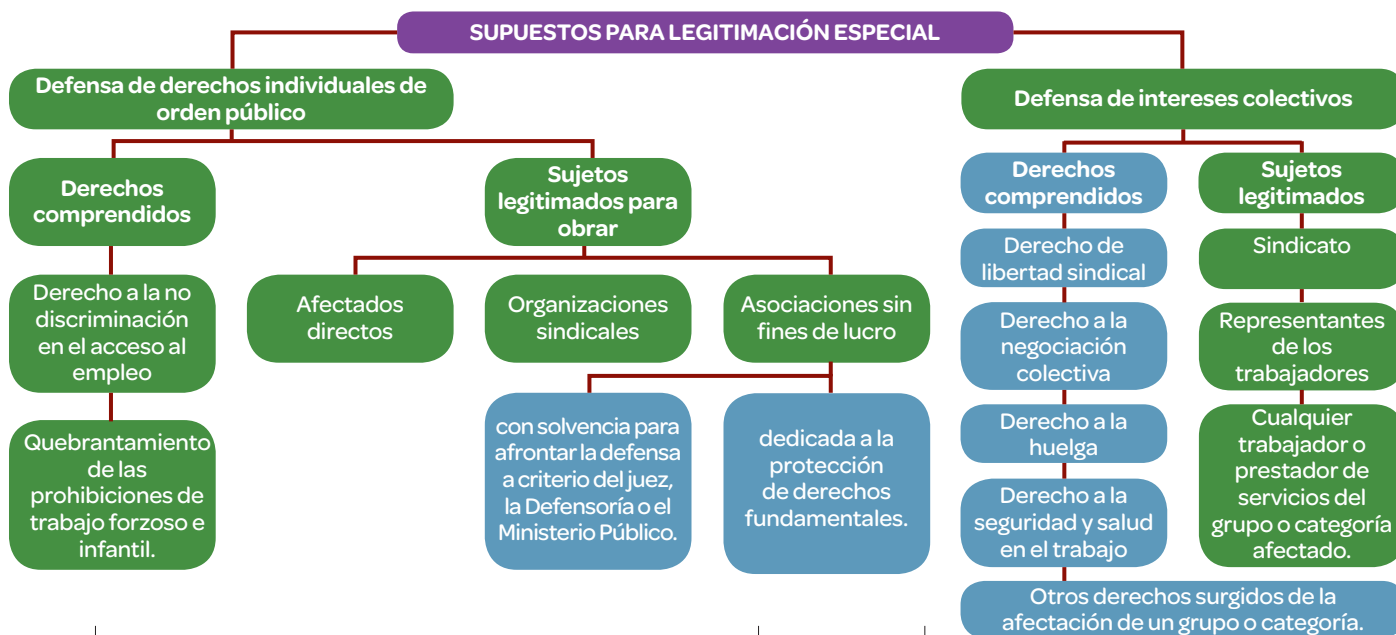 SUPUESTOS PARA LEGITIMACIÓN ESPECIAL
Defensa de derechos individuales de
orden público
Derechos
comprendidos
Derecho a la no
discriminación
en el acceso al
empleo
Quebrantamiento
de las
prohibiciones de
trabajo forzoso e
infantil.
Sujetos
legitimados para
obrar
Afectados
directos
Organizaciones
sindicales
Asociaciones sin
fines de lucro
con solvencia para
afrontar la defensa
a criterio del juez,
la Defensoría o el
Ministerio Público.
dedicada a la
protección
de derechos
fundamentales.
Defensa de intereses colectivos
Derechos
comprendidos
Derecho de
libertad sindical
Derecho a la
negociación
colectiva
Derecho a la
huelga
Derecho a la
seguridad y salud
en el trabajo
Otros derechos surgidos de la
afectación de un grupo o categoría.
Sujetos
legitimados
Sindicato
Representantes
de los
trabajadores
Cualquier
trabajador o
prestador de
servicios del
grupo o categoría
afectado.